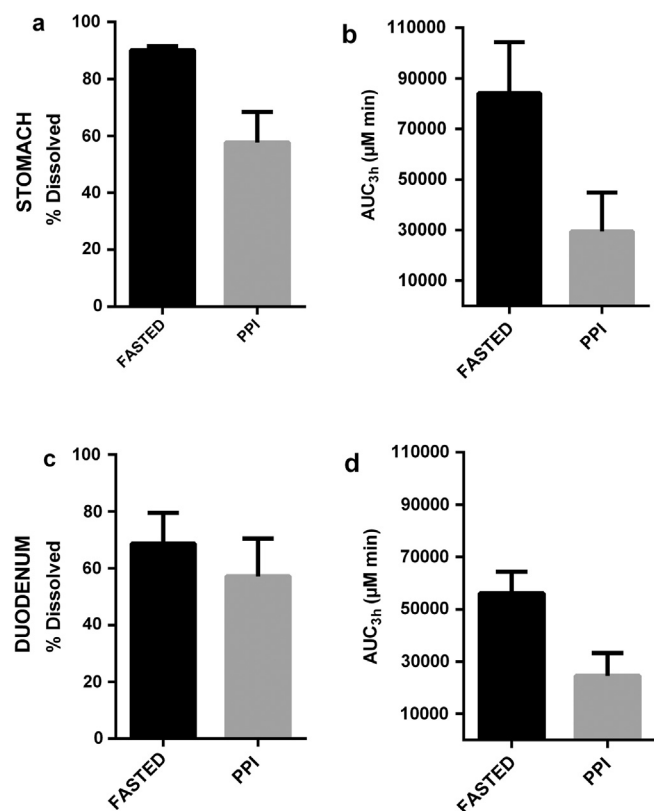 a
STOMACH
% Dissolved
100
80
60
40
20
0
FASTED
PPI
b
AUC3h (µM min)
110000
90000
70000
50000
30000
10000
FASTED
PPI
c
DUODENUM
% Dissolved
100
80
60
40
20
0
FASTED
PPI
d
AUC3h (µM min)
110000
90000
70000
50000
30000
10000
FASTED
PPI